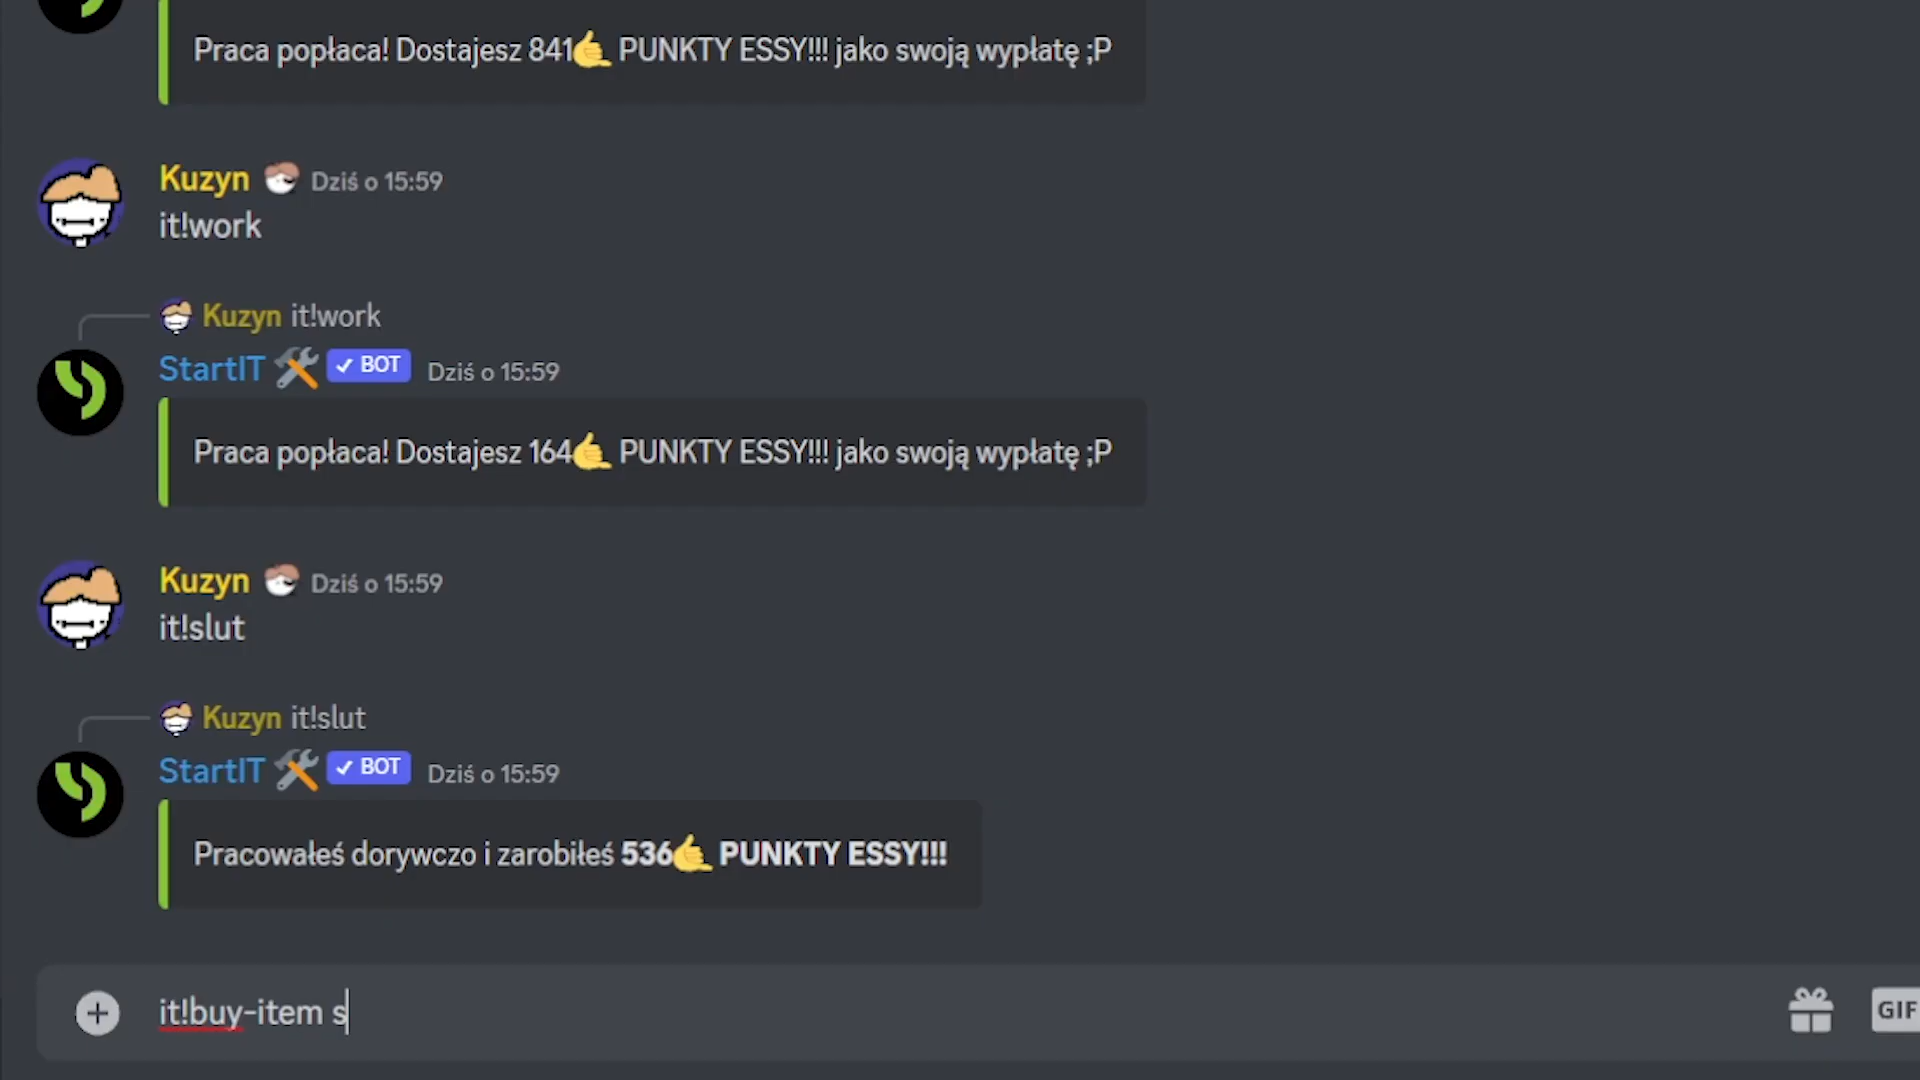 Praca popłaca! Dostajesz 841🤙 PUNKTY ESSY!!! jako swoją wypłatę ;P
Kuzyn Dziś o 15:59
it!work
Kuzyn it!work
StartIT 🛠 ✓ BOT Dziś o 15:59
Praca popłaca! Dostajesz 164🤙 PUNKTY ESSY!!! jako swoją wypłatę ;P
Kuzyn Dziś o 15:59
it!slut
Kuzyn it!slut
StartIT 🛠 ✓ BOT Dziś o 15:59
Pracowałeś dorywczo i zarobiłeś 536🤙 PUNKTY ESSY!!!
it!buy-item s
GIF